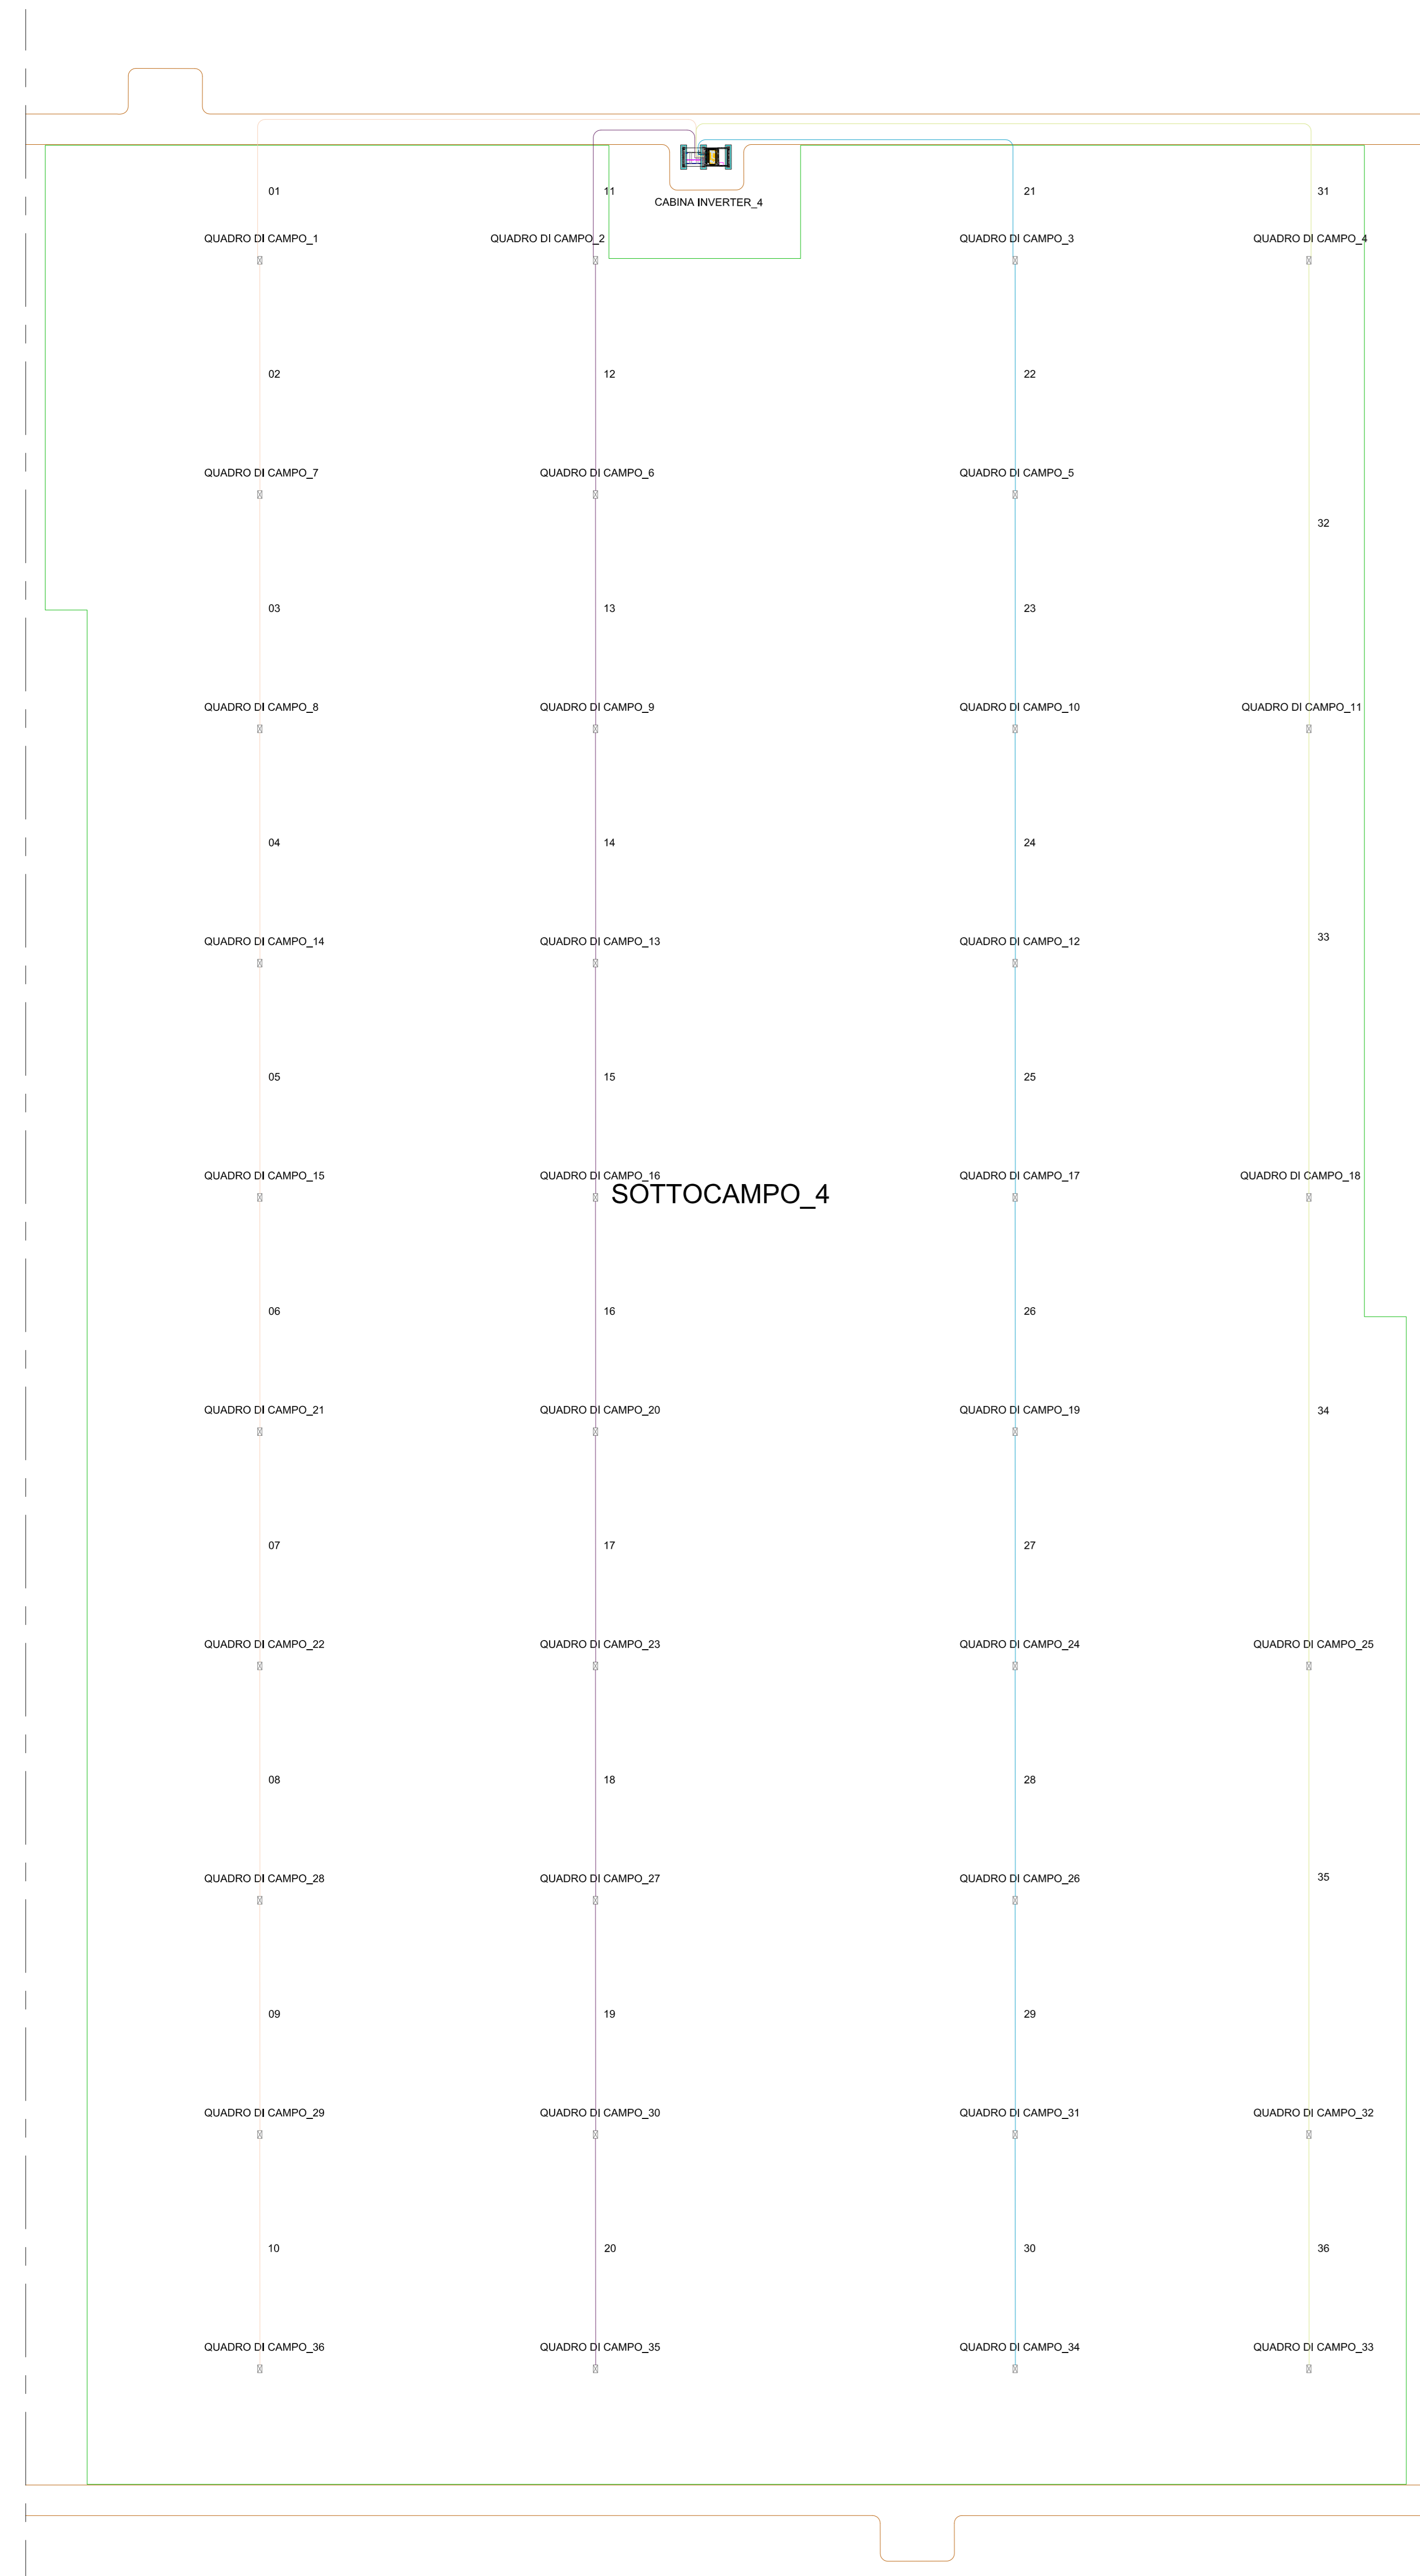 01 11 21 31
CABINA INVERTER_4
QUADRO DI CAMPO_1 QUADRO DI CAMPO_2 QUADRO DI CAMPO_3 QUADRO DI CAMPO_4
02 12 22
QUADRO DI CAMPO_7 QUADRO DI CAMPO_6 QUADRO DI CAMPO_5
32
03 13 23
QUADRO DI CAMPO_8 QUADRO DI CAMPO_9 QUADRO DI CAMPO_10 QUADRO DI CAMPO_11
04 14 24
33
QUADRO DI CAMPO_14 QUADRO DI CAMPO_13 QUADRO DI CAMPO_12
05 15 25
QUADRO DI CAMPO_15 QUADRO DI CAMPO_16 QUADRO DI CAMPO_17 QUADRO DI CAMPO_18
SOTTOCAMPO_4
06 16 26
QUADRO DI CAMPO_21 QUADRO DI CAMPO_20 QUADRO DI CAMPO_19
34
07 17 27
QUADRO DI CAMPO_22 QUADRO DI CAMPO_23 QUADRO DI CAMPO_24 QUADRO DI CAMPO_25
08 18 28
QUADRO DI CAMPO_28 QUADRO DI CAMPO_27 QUADRO DI CAMPO_26
35
09 19 29
QUADRO DI CAMPO_29 QUADRO DI CAMPO_30 QUADRO DI CAMPO_31 QUADRO DI CAMPO_32
10 20 30 36
QUADRO DI CAMPO_36 QUADRO DI CAMPO_35 QUADRO DI CAMPO_34 QUADRO DI CAMPO_33